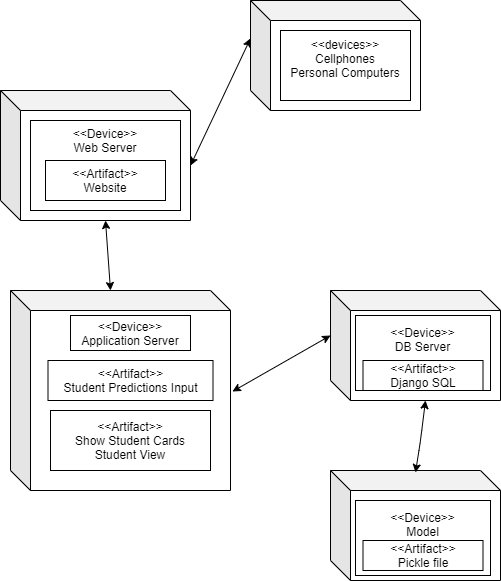 <<devices>>
Cellphones
Personal Computers
<<Device>>
Web Server
<<Artifact>>
Website
<<Device>>
Application Server
<<Artifact>>
Student Predictions Input
<<Artifact>>
Show Student Cards
Student View
<<Device>>
DB Server
<<Artifact>>
Django SQL
<<Device>>
Model
<<Artifact>>
Pickle file